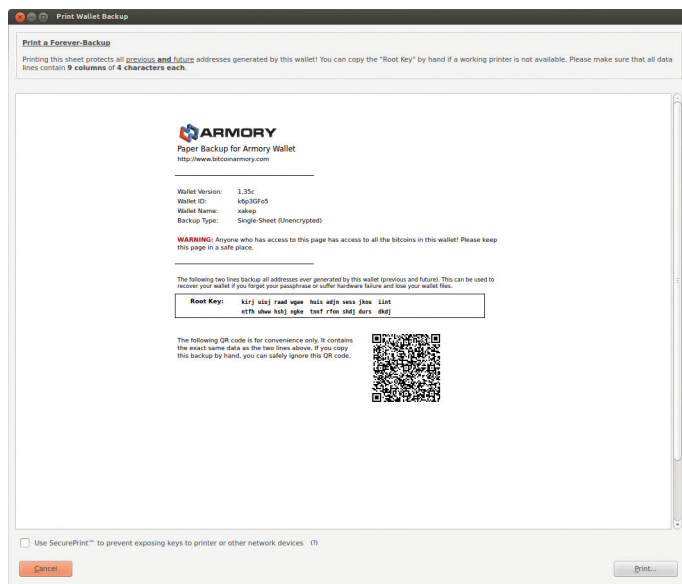 Print Wallet Backup
Print a Forever-Backup
Printing this sheet protects all previous and future addresses generated by this wallet! You can copy the "Root Key" by hand if a working printer is not available. Please make sure that all data
lines contain 9 columns of 4 characters each.
ARMORY
Paper Backup for Armory Wallet
http://www.bitcoinarmory.com
Wallet Version: 1.35c
Wallet ID: k6p3GFo5
Wallet Name: xakep
Backup Type: Single-Sheet (Unencrypted)
WARNING: Anyone who has access to this page has access to all the bitcoins in this wallet! Please keep
this page in a safe place.
The following two lines backup all addresses ever generated by this wallet (previous and future). This can be used to
recover your wallet if you forget your passphrase or suffer hardware failure and lose your wallet files.
Root Key: kirj uiuj raad wgae huis adjn sess jkou iint
ntfh uhww hshj ngke tnnf rfon shdj durs dkdj
The following QR code is for convenience only. It contains
the exact same data as the two lines above. If you copy
this backup by hand, you can safely ignore this QR code.
Use SecurePrint™ to prevent exposing keys to printer or other network devices (?)
Cancel
Print...